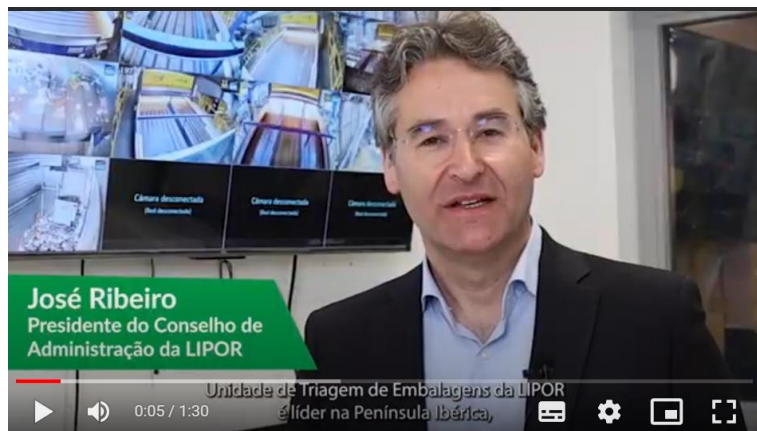 Câmara desconectada
(Red desconectada)
Câmara desconectada
(Red desconectada)
Câmara desconectada
(Red desconectada)
José Ribeiro
Presidente do Conselho de
Administração da LIPOR
Unidade de Triagem de Embalagens da LIPOR
é líder na Península Ibérica,
0:05 / 1:30